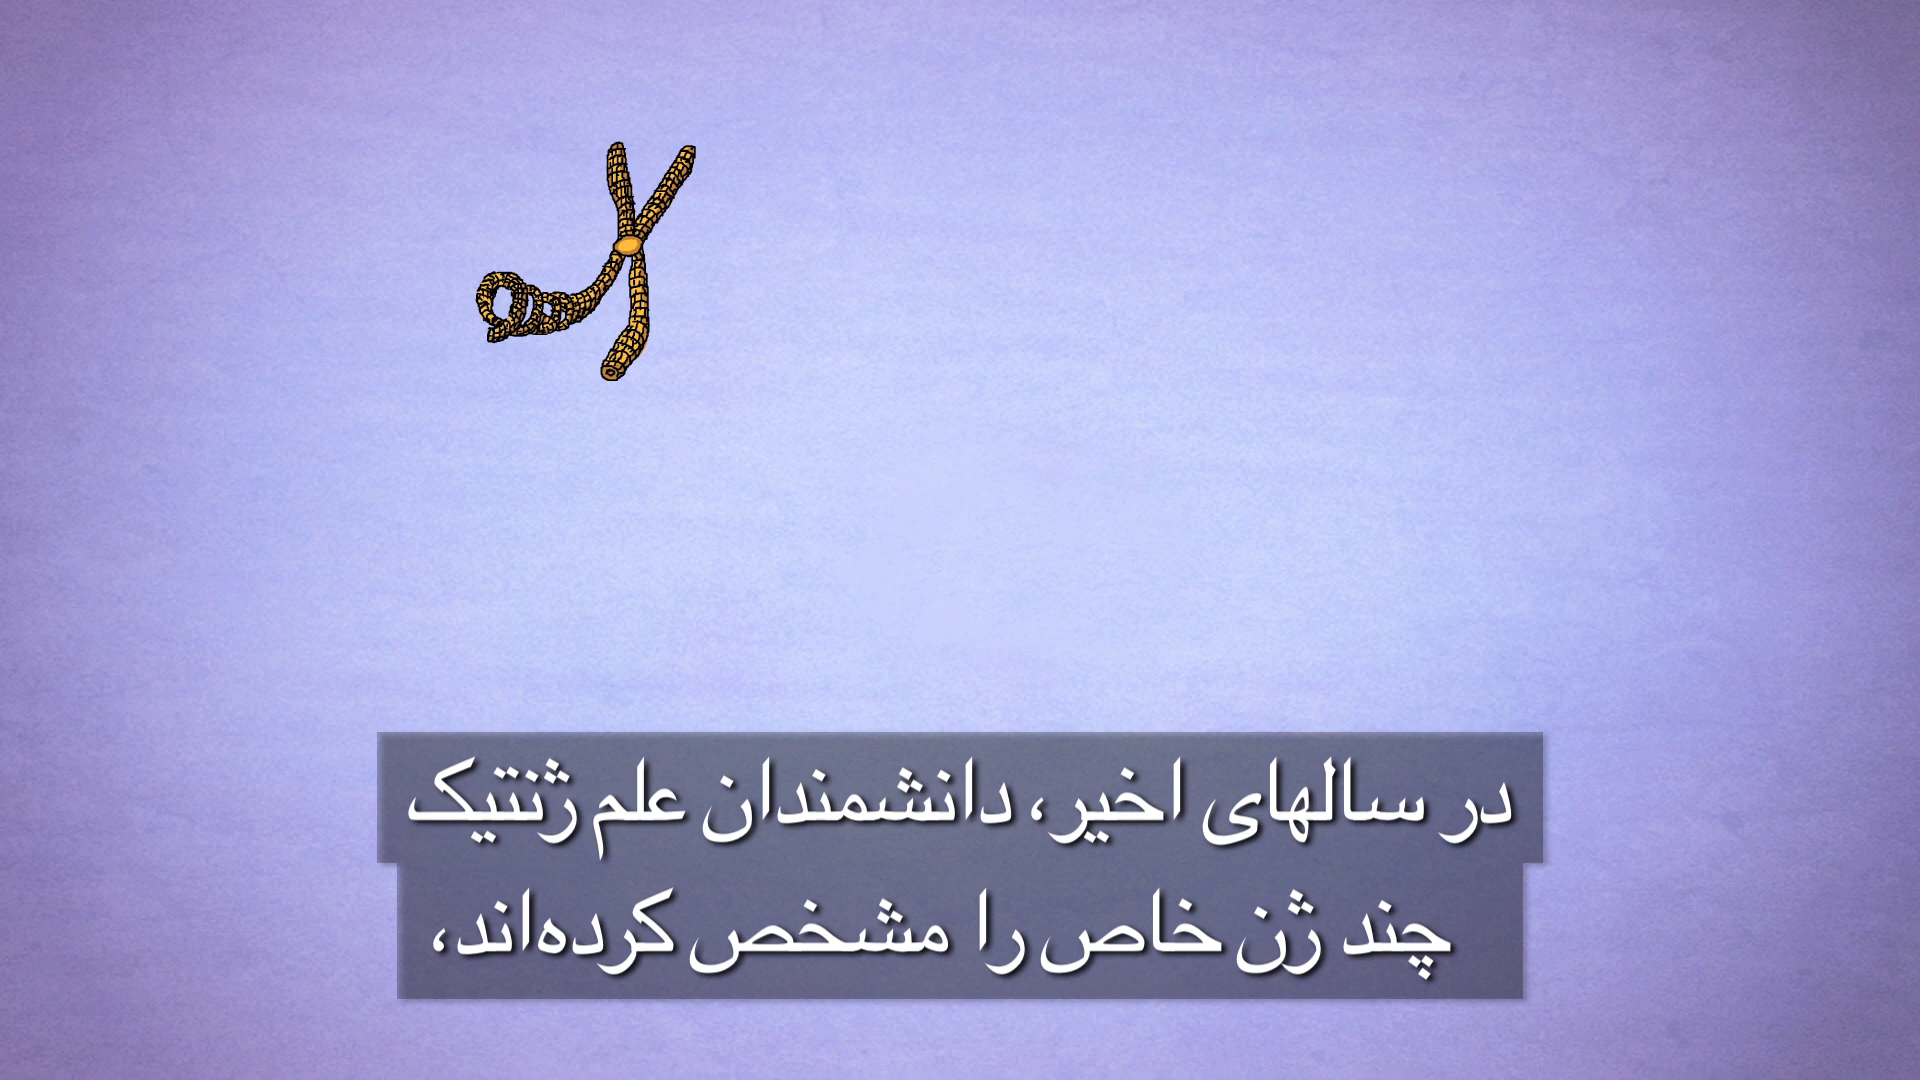 در سالهای اخیر، دانشمندان علم ژنتیک
چند ژن خاص را مشخص کرده‌اند،